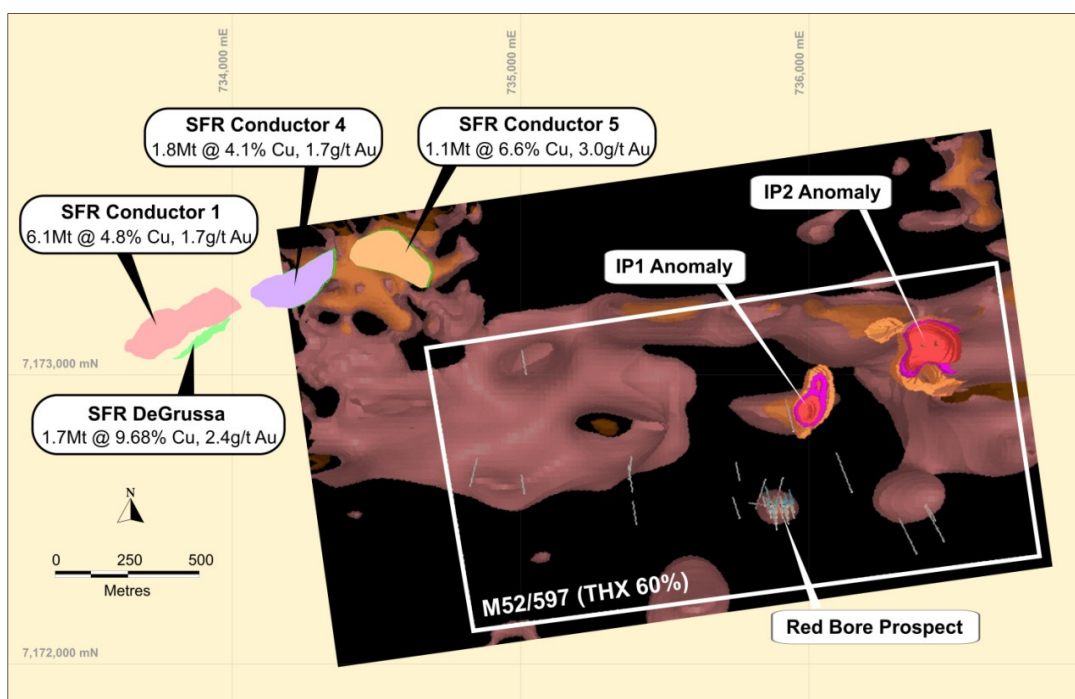 734,000 mE
735,000 mE
736,000 mE
SFR Conductor 4
1.8Mt @ 4.1% Cu, 1.7g/t Au
SFR Conductor 5
1.1Mt @ 6.6% Cu, 3.0g/t Au
SFR Conductor 1
6.1Mt @ 4.8% Cu, 1.7g/t Au
IP2 Anomaly
IP1 Anomaly
7,173,000 mN
SFR DeGrussa
1.7Mt @ 9.68% Cu, 2.4g/t Au
N
0 250 500
Metres
M52/597 (THX 60%)
Red Bore Prospect
7,172,000 mN